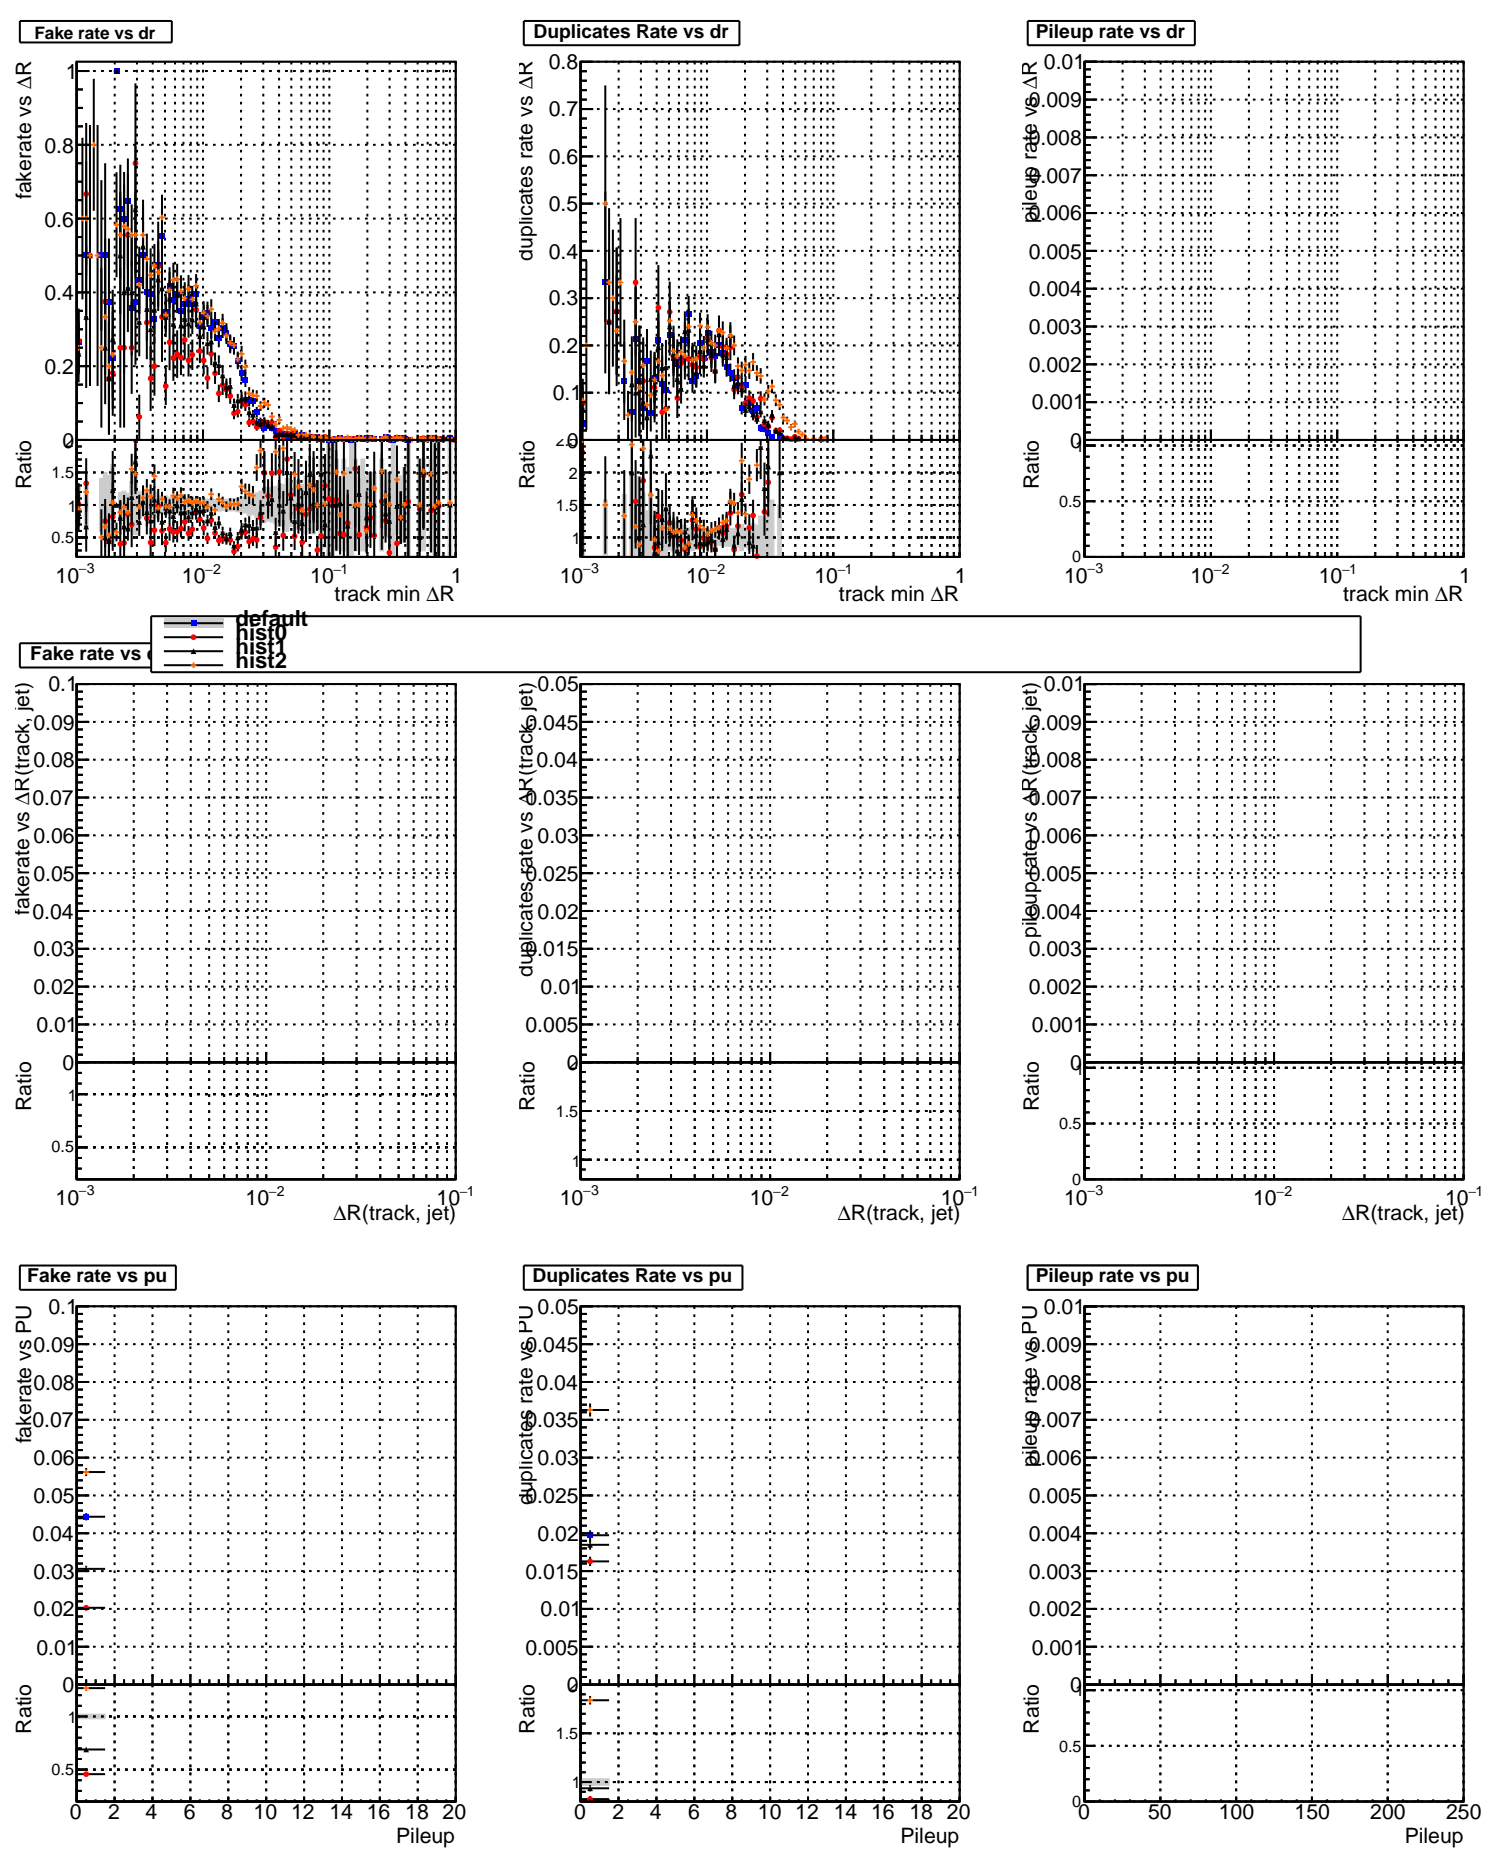 Fake rate vs dr
Duplicates Rate vs dr
Pileup rate vs dr
fakerate vs ΔR
1
0.8
0.6
0.4
0.2
0
Ratio
1.5
1
0.5
10−3 10−2 10−1 1
track min ΔR
duplicates rate vs ΔR
0.8
0.7
0.6
0.5
0.4
0.3
0.2
0.1
0
Ratio
2
1.5
1
10−3 10−2 10−1 1
track min ΔR
pileup rate vs ΔR
0.01
0.009
0.008
0.007
0.006
0.005
0.004
0.003
0.002
0.001
0
Ratio
1
0.5
0
10−3 10−2 10−1 1
track min ΔR
default
hist0
hist1
hist2
Fake rate vs
fakerate vs ΔR(track, jet)
0.1
0.09
0.08
0.07
0.06
0.05
0.04
0.03
0.02
0.01
0
Ratio
1
0.5
10−3 10−2 10−1
ΔR(track, jet)
duplicates rate vs ΔR(track, jet)
0.05
0.045
0.04
0.035
0.03
0.025
0.02
0.015
0.01
0.005
0
Ratio
2
1.5
1
10−3 10−2 10−1
ΔR(track, jet)
pileup rate vs ΔR(track, jet)
0.01
0.009
0.008
0.007
0.006
0.005
0.004
0.003
0.002
0.001
0
Ratio
1
0.5
0
10−3 10−2 10−1
ΔR(track, jet)
Fake rate vs pu
Duplicates Rate vs pu
Pileup rate vs pu
fakerate vs PU
0.1
0.09
0.08
0.07
0.06
0.05
0.04
0.03
0.02
0.01
0
Ratio
1
0.5
0 2 4 6 8 10 12 14 16 18 20
Pileup
duplicates rate vs PU
0.05
0.045
0.04
0.035
0.03
0.025
0.02
0.015
0.01
0.005
0
Ratio
2
1.5
1
0 2 4 6 8 10 12 14 16 18 20
Pileup
pileup rate vs PU
0.01
0.009
0.008
0.007
0.006
0.005
0.004
0.003
0.002
0.001
0
Ratio
1
0.5
0
0 50 100 150 200 250
Pileup